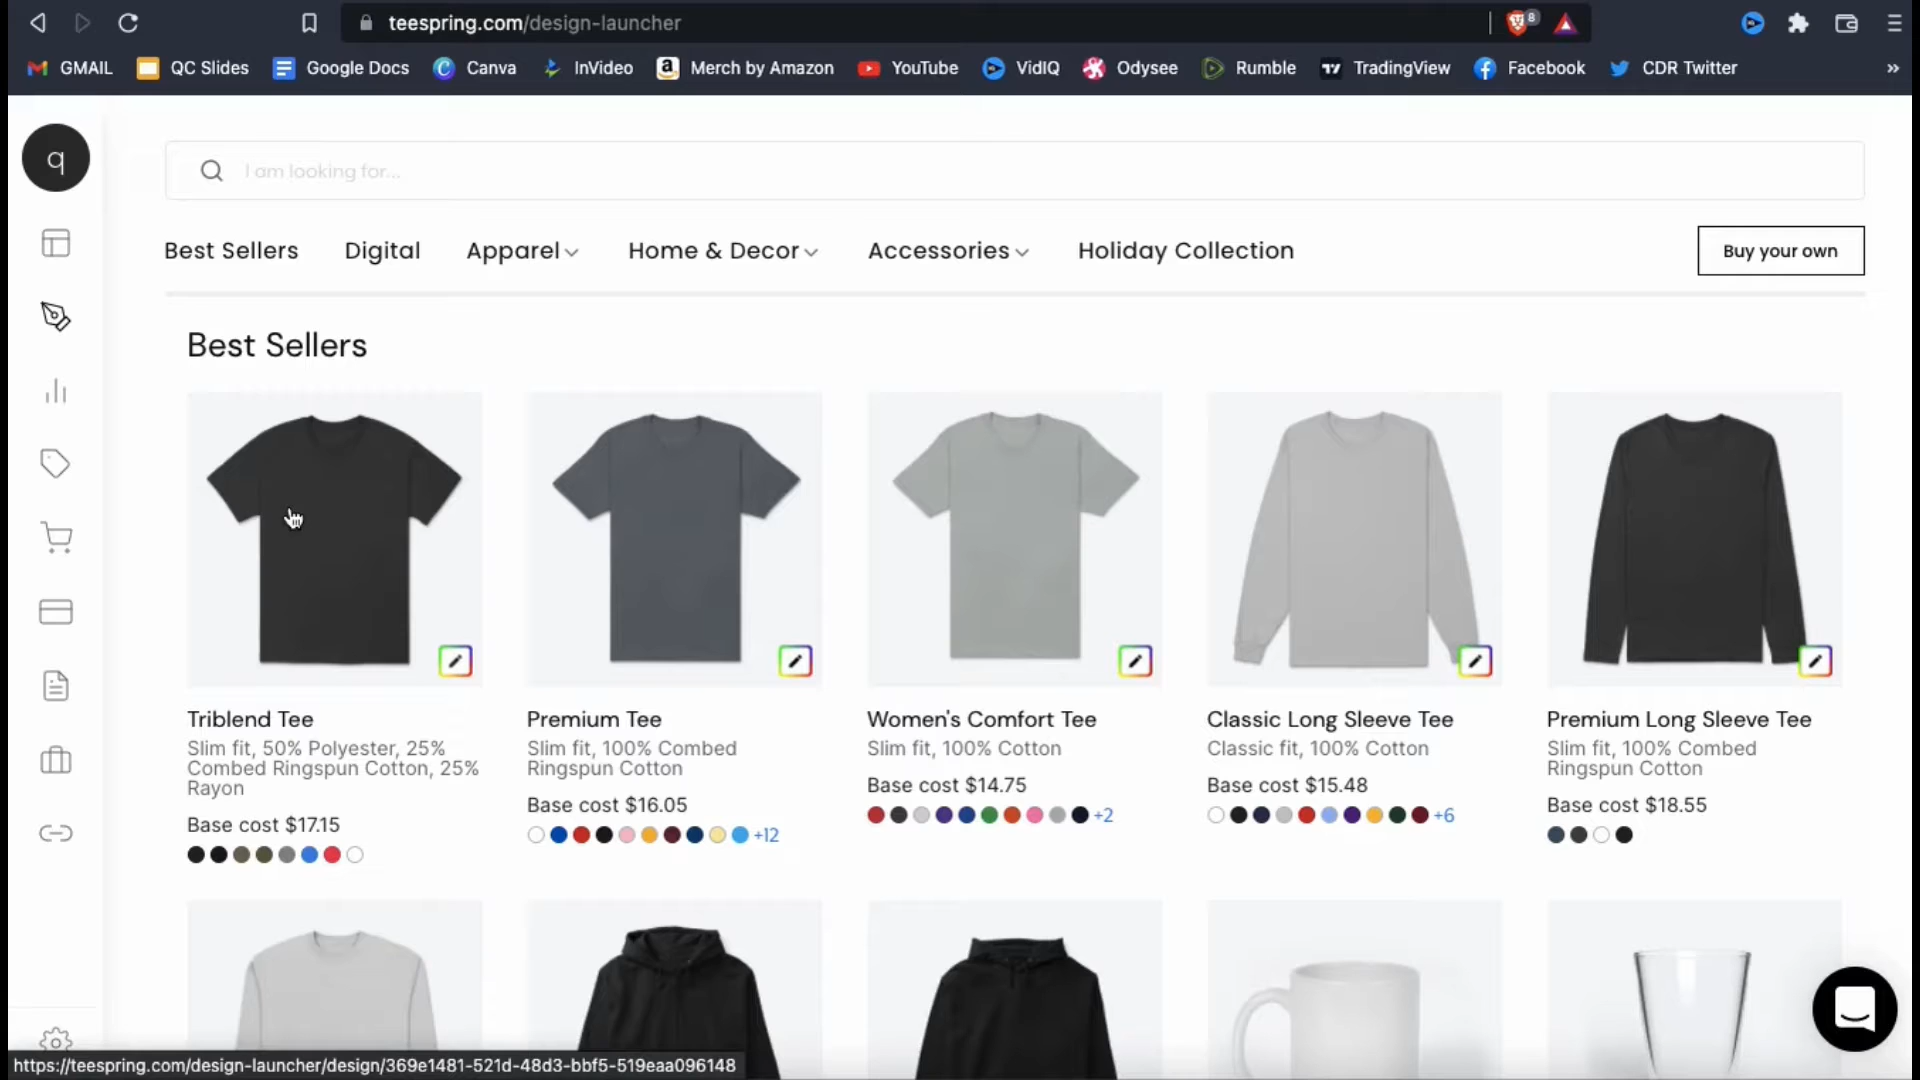 teespring.com/design-launcher
8
GMAIL QC Slides Google Docs Canva InVideo Merch by Amazon YouTube VidIQ Odysee Rumble TradingView Facebook CDR Twitter »
q
I am looking for...
Best Sellers Digital Apparel Home & Decor Accessories Holiday Collection Buy your own
Best Sellers
Triblend Tee
Slim fit, 50% Polyester, 25%
Combed Ringspun Cotton, 25%
Rayon
Base cost $17.15
Premium Tee
Slim fit, 100% Combed
Ringspun Cotton
Base cost $16.05
+12
Women's Comfort Tee
Slim fit, 100% Cotton
Base cost $14.75
+2
Classic Long Sleeve Tee
Classic fit, 100% Cotton
Base cost $15.48
+6
Premium Long Sleeve Tee
Slim fit, 100% Combed
Ringspun Cotton
Base cost $18.55
https://teespring.com/design-launcher/design/369e1481-521d-48d3-bbf5-519eaa096148